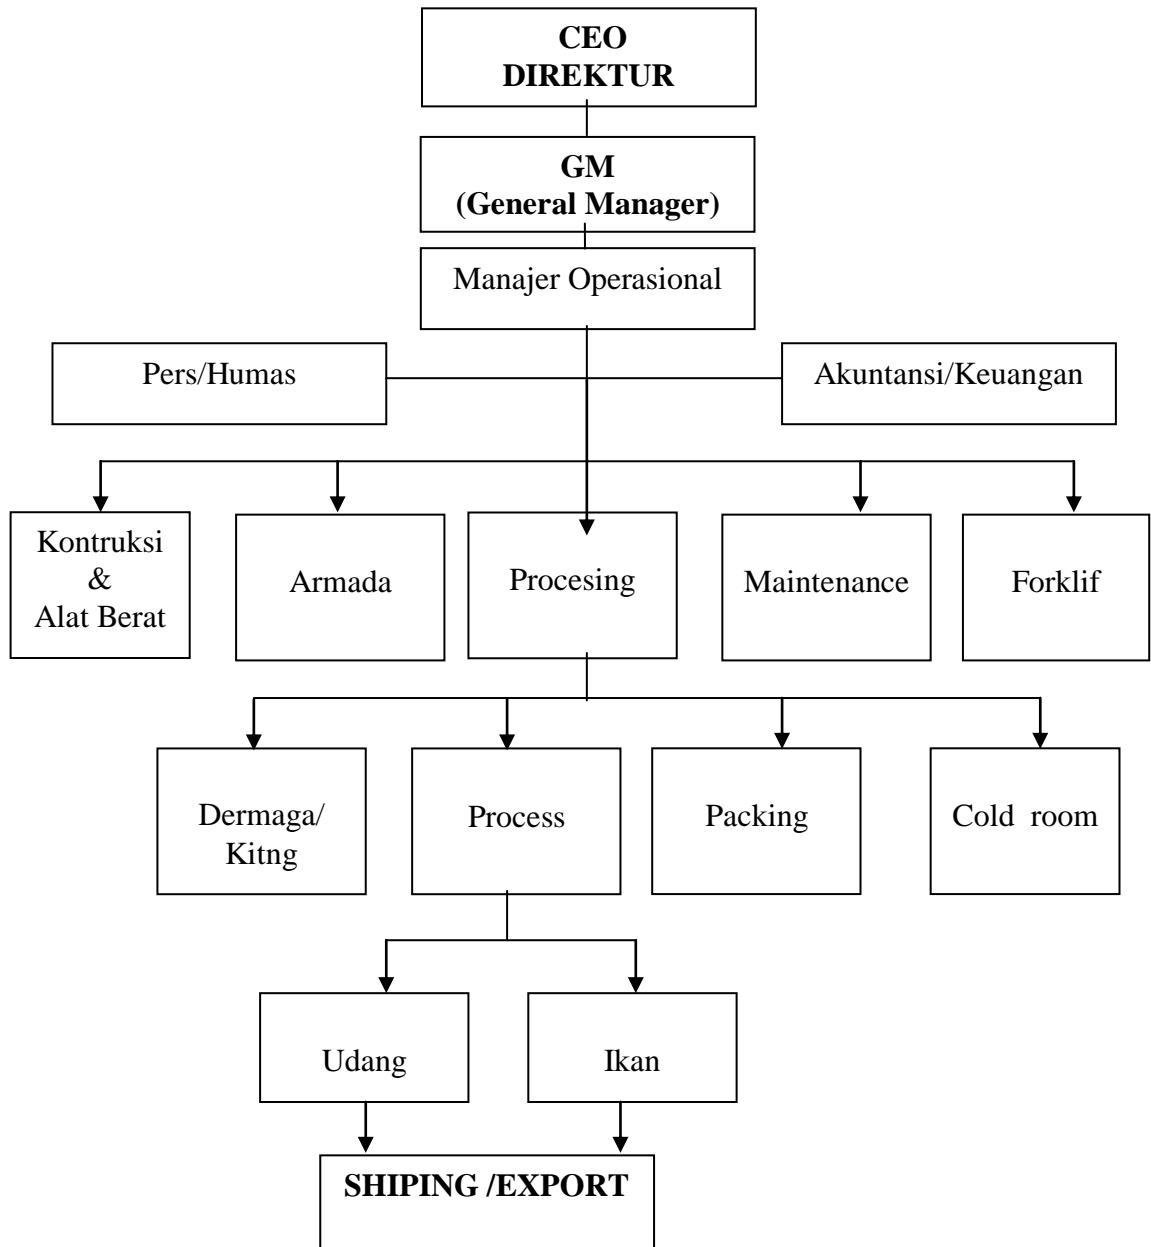 CEO
DIREKTUR
GM
(General Manager)
Manajer Operasional
Pers/Humas
Akuntansi/Keuangan
Kontruksi
&
Alat Berat
Armada
Procesing
Maintenance
Forklif
Dermaga/
Kitng
Process
Packing
Cold room
Udang
Ikan
SHIPING /EXPORT